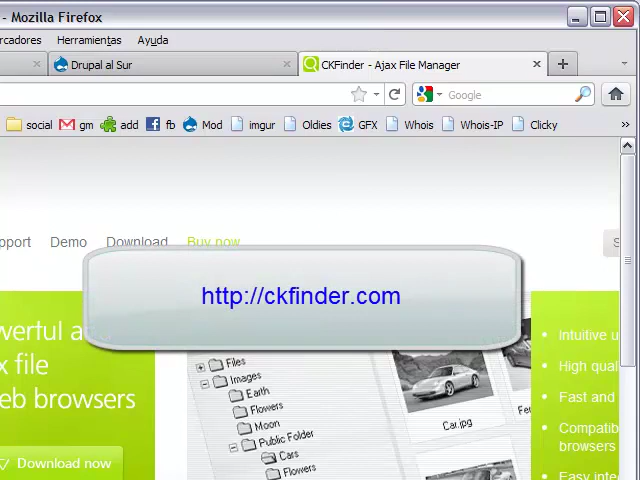 - Mozilla Firefox
rcadores Herramientas Ayuda
Drupal al Sur CKFinder - Ajax File Manager
Google
social gm add fb Mod imgur Oldies GFX Whois Whois-IP Clicky »
pport Demo Download Buy now S
http://ckfinder.com
werful a
x file
eb browsers
Download now
Files
Images
Earth
Flowers
Moon
Public Folder
Cars
Flowers
Car.jpg
Fe
• Intuitive u
• High qual
• Fast and
• Compatib
browsers
• Easy inte